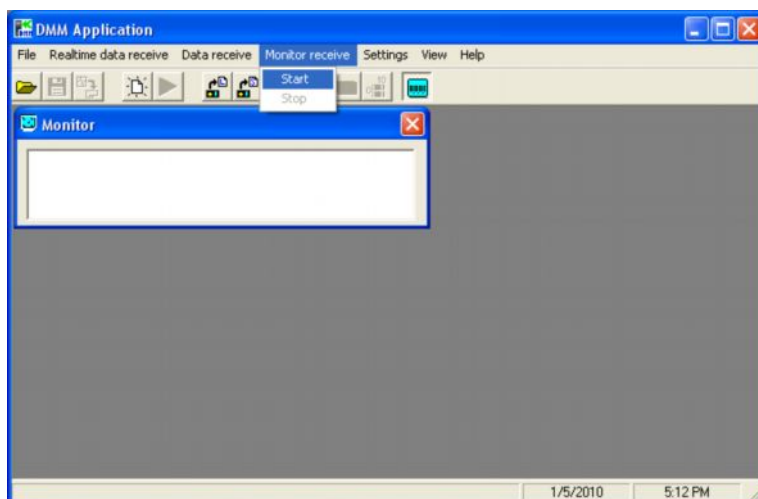 DMM Application
File Realtime data receive Data receive Monitor receive Settings View Help
Start
Stop
Monitor
1/5/2010 5:12 PM